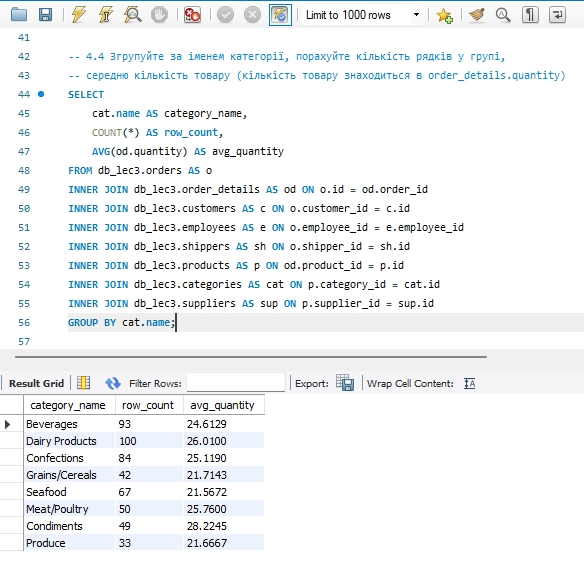 Limit to 1000 rows
41
42 -- 4.4 Згрупуйте за іменем категорії, порахуйте кількість рядків у групі,
43 -- середню кількість товару (кількість товару знаходиться в order_details.quantity)
44 SELECT
45 cat.name AS category_name,
46 COUNT(*) AS row_count,
47 AVG(od.quantity) AS avg_quantity
48 FROM db_lec3.orders AS o
49 INNER JOIN db_lec3.order_details AS od ON o.id = od.order_id
50 INNER JOIN db_lec3.customers AS c ON o.customer_id = c.id
51 INNER JOIN db_lec3.employees AS e ON o.employee_id = e.employee_id
52 INNER JOIN db_lec3.shippers AS sh ON o.shipper_id = sh.id
53 INNER JOIN db_lec3.products AS p ON od.product_id = p.id
54 INNER JOIN db_lec3.categories AS cat ON p.category_id = cat.id
55 INNER JOIN db_lec3.suppliers AS sup ON p.supplier_id = sup.id
56 GROUP BY cat.name;
57
Result Grid Filter Rows: Export: Wrap Cell Content:
category_name row_count avg_quantity
Beverages 93 24.6129
Dairy Products 100 26.0100
Confections 84 25.1190
Grains/Cereals 42 21.7143
Seafood 67 21.5672
Meat/Poultry 50 25.7600
Condiments 49 28.2245
Produce 33 21.6667